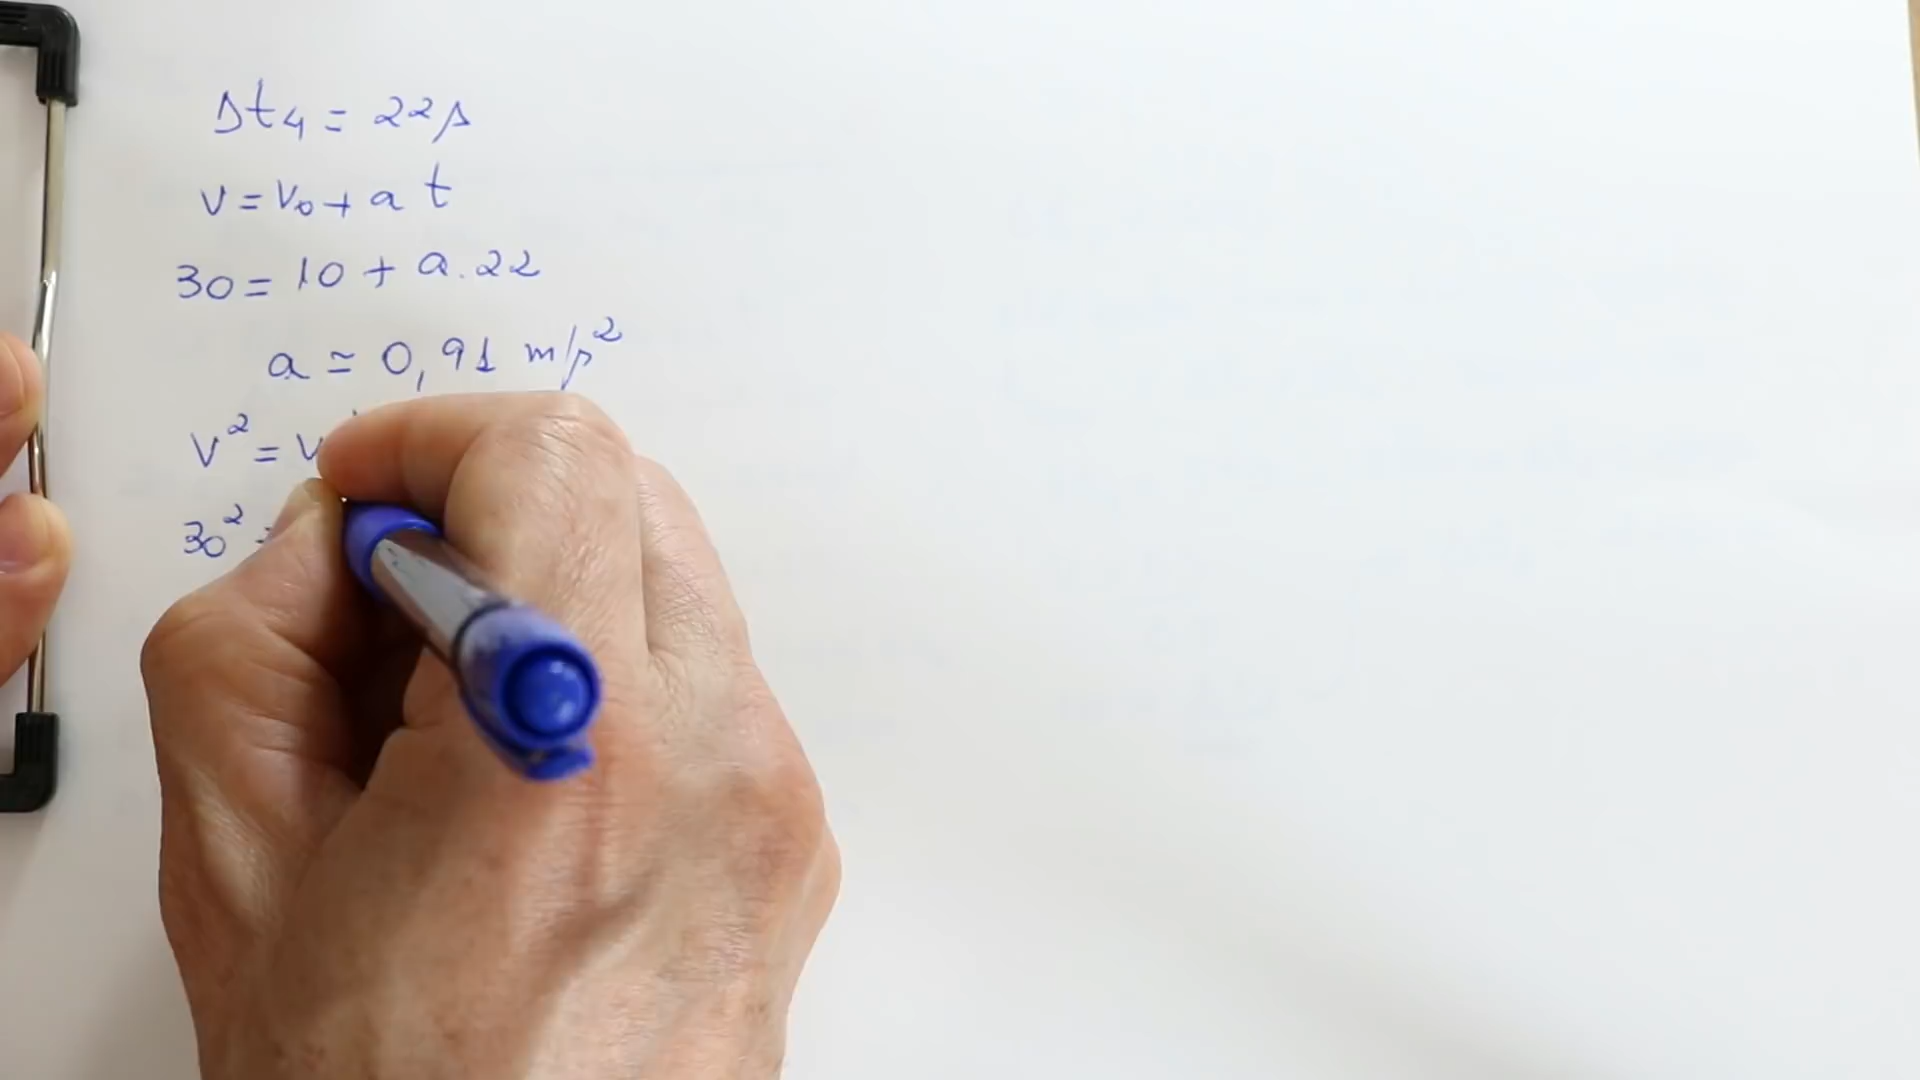 Δt₄ = 22s
v = v₀ + a t
30 = 10 + a . 22
a ≃ 0,91 m/s²
v² = v
30² =